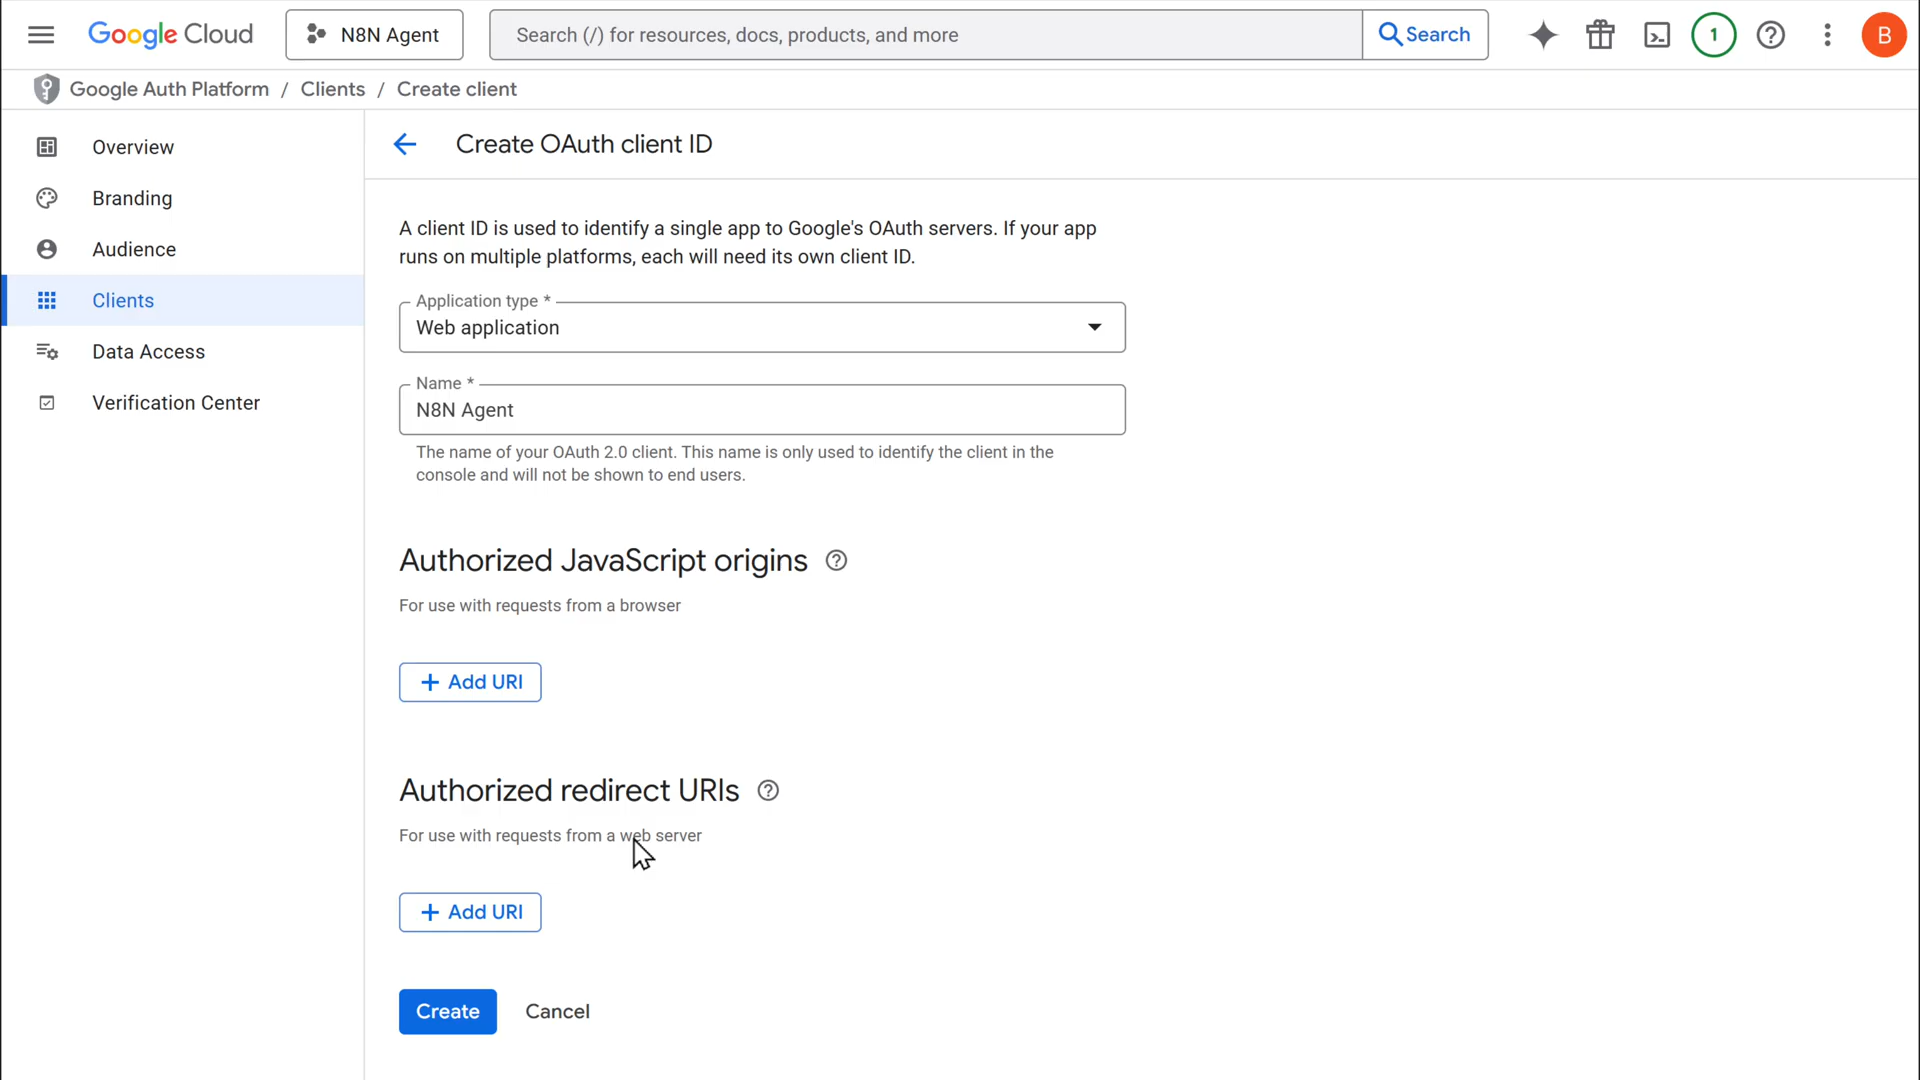 Google Cloud
N8N Agent
Search (/) for resources, docs, products, and more
Search
1
B
Google Auth Platform / Clients / Create client
Overview
Branding
Audience
Clients
Data Access
Verification Center
Create OAuth client ID
A client ID is used to identify a single app to Google's OAuth servers. If your app
runs on multiple platforms, each will need its own client ID.
Application type *
Web application
Name *
N8N Agent
The name of your OAuth 2.0 client. This name is only used to identify the client in the
console and will not be shown to end users.
Authorized JavaScript origins
For use with requests from a browser
+ Add URI
Authorized redirect URIs
For use with requests from a web server
+ Add URI
Create
Cancel